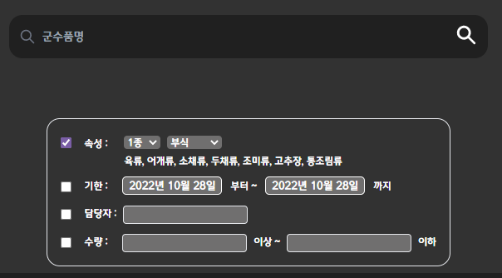 군수품명
속성 : 1종 부식
육류, 어개류, 소채류, 두채류, 조미류, 고추장, 통조림류
기한 : 2022년 10월 28일 부터 ~ 2022년 10월 28일 까지
담당자 :
수량 : 이상 ~ 이하